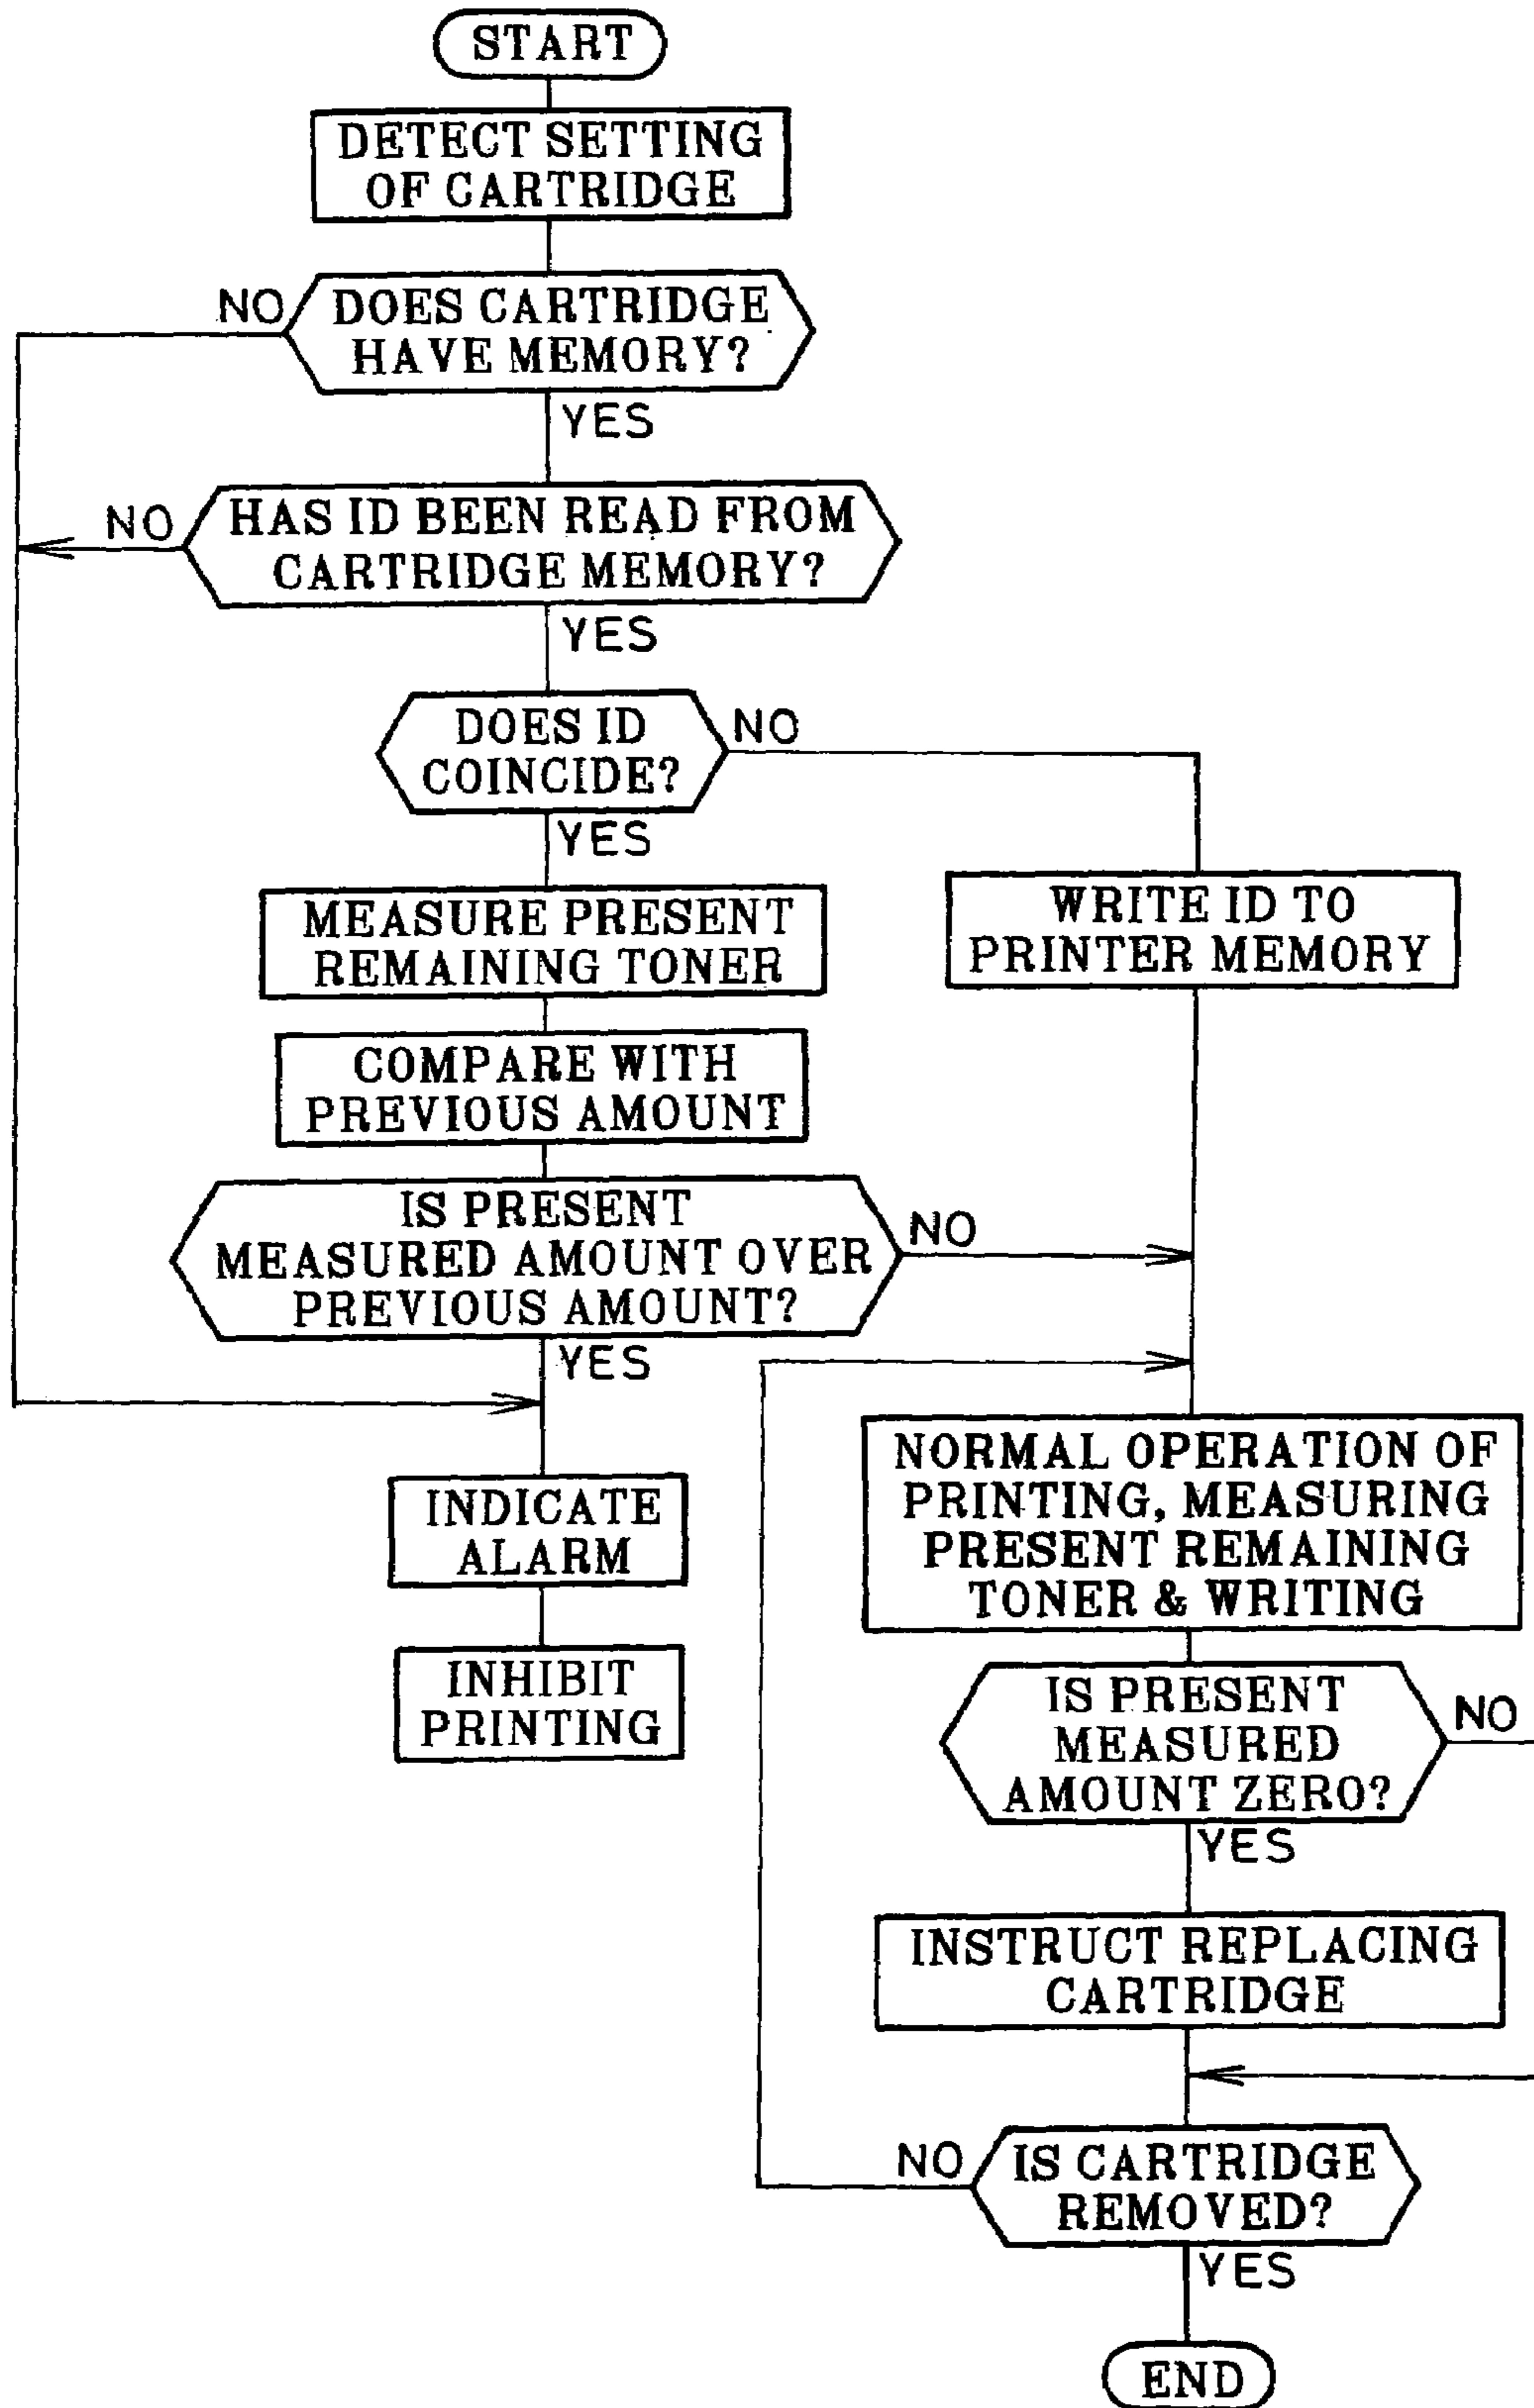 START
DETECT SETTING
OF CARTRIDGE
NO
DOES CARTRIDGE
HAVE MEMORY?
YES
NO
HAS ID BEEN READ FROM
CARTRIDGE MEMORY?
YES
DOES ID
COINCIDE?
NO
YES
MEASURE PRESENT
REMAINING TONER
WRITE ID TO
PRINTER MEMORY
COMPARE WITH
PREVIOUS AMOUNT
IS PRESENT
MEASURED AMOUNT OVER
PREVIOUS AMOUNT?
NO
YES
INDICATE
ALARM
INHIBIT
PRINTING
NORMAL OPERATION OF
PRINTING, MEASURING
PRESENT REMAINING
TONER & WRITING
IS PRESENT
MEASURED
AMOUNT ZERO?
NO
YES
INSTRUCT REPLACING
CARTRIDGE
NO
IS CARTRIDGE
REMOVED?
YES
END